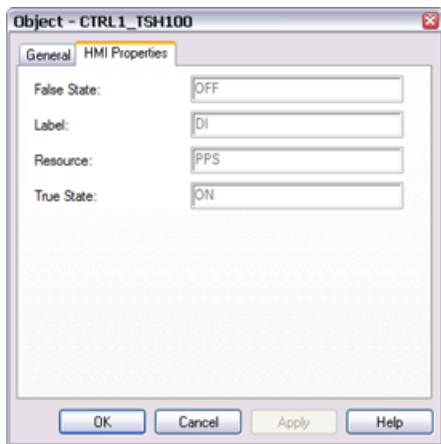 Object - CTRL1_TSH100
General HMI Properties
False State: OFF
Label: DI
Resource: PPS
True State: ON
OK Cancel Apply Help